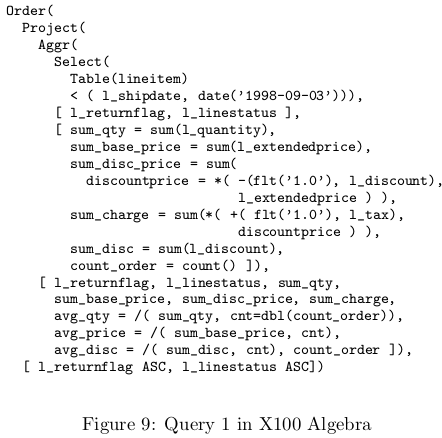 Order(
Project(
Aggr(
Select(
Table(lineitem)
< ( l_shipdate, date('1998-09-03'))),
[ l_returnflag, l_linestatus ],
[ sum_qty = sum(l_quantity),
sum_base_price = sum(l_extendedprice),
sum_disc_price = sum(
discountprice = *( -(flt('1.0'), l_discount),
l_extendedprice ) ),
sum_charge = sum(*( +( flt('1.0'), l_tax),
discountprice ) ),
sum_disc = sum(l_discount),
count_order = count() ]),
[ l_returnflag, l_linestatus, sum_qty,
sum_base_price, sum_disc_price, sum_charge,
avg_qty = /( sum_qty, cnt=dbl(count_order)),
avg_price = /( sum_base_price, cnt),
avg_disc = /( sum_disc, cnt), count_order ]),
[ l_returnflag ASC, l_linestatus ASC])
Figure 9: Query 1 in X100 Algebra